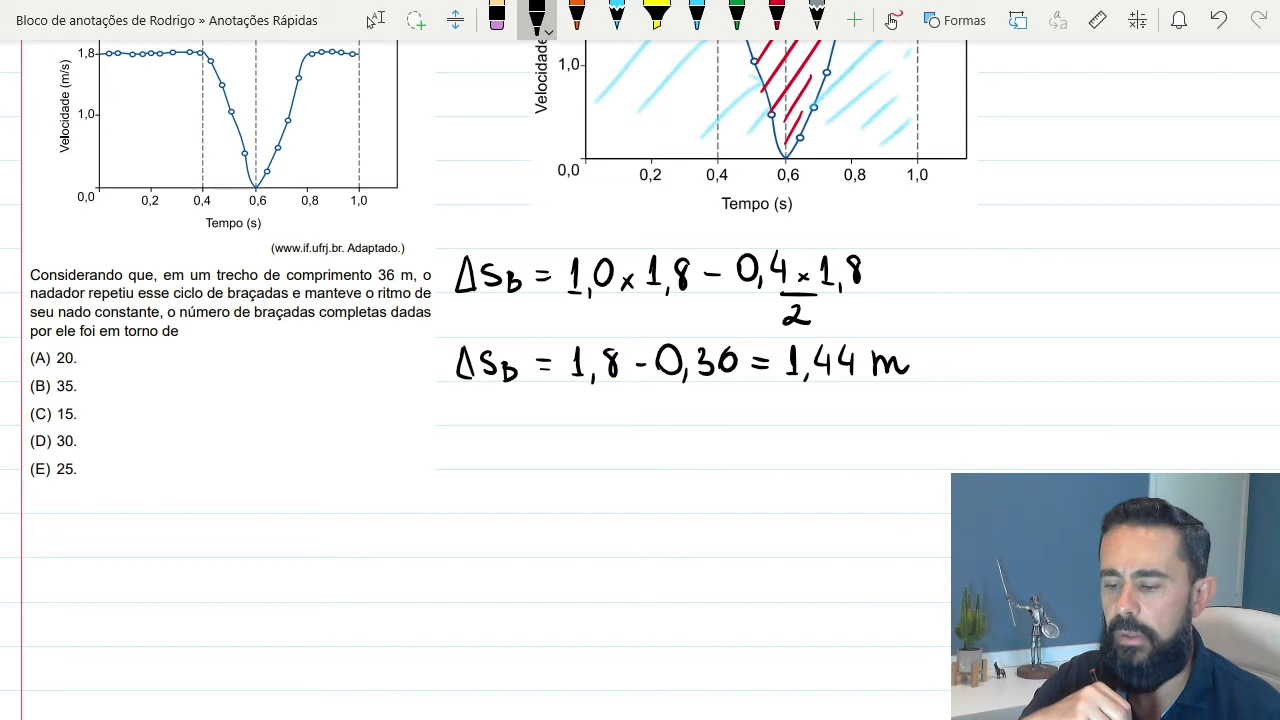 Bloco de anotações de Rodrigo » Anotações Rápidas
Formas
Velocidade (m/s)
1,8
1,0
0,0
0,2 0,4 0,6 0,8 1,0
Tempo (s)
(www.if.ufrj.br. Adaptado.)
Considerando que, em um trecho de comprimento 36 m, o
nadador repetiu esse ciclo de braçadas e manteve o ritmo de
seu nado constante, o número de braçadas completas dadas
por ele foi em torno de
(A) 20.
(B) 35.
(C) 15.
(D) 30.
(E) 25.
Velocidade
1,0
0,0
0,2 0,4 0,6 0,8 1,0
Tempo (s)
ΔSB = 1,0 x 1,8 - 0,4 x 1,8
2
ΔSB = 1,8 - 0,36 = 1,44 m